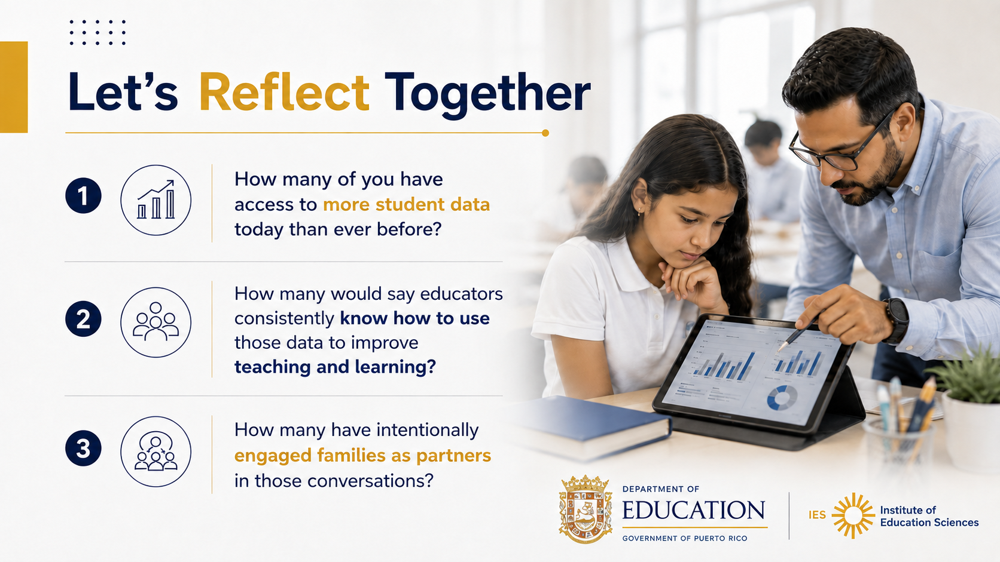 Let's Reflect Together
1
How many of you have
access to more student data
today than ever before?
2
How many would say educators
consistently know how to use
those data to improve
teaching and learning?
3
How many have intentionally
engaged families as partners
in those conversations?
DEPARTMENT OF
EDUCATION
GOVERNMENT OF PUERTO RICO
IES
Institute of
Education Sciences